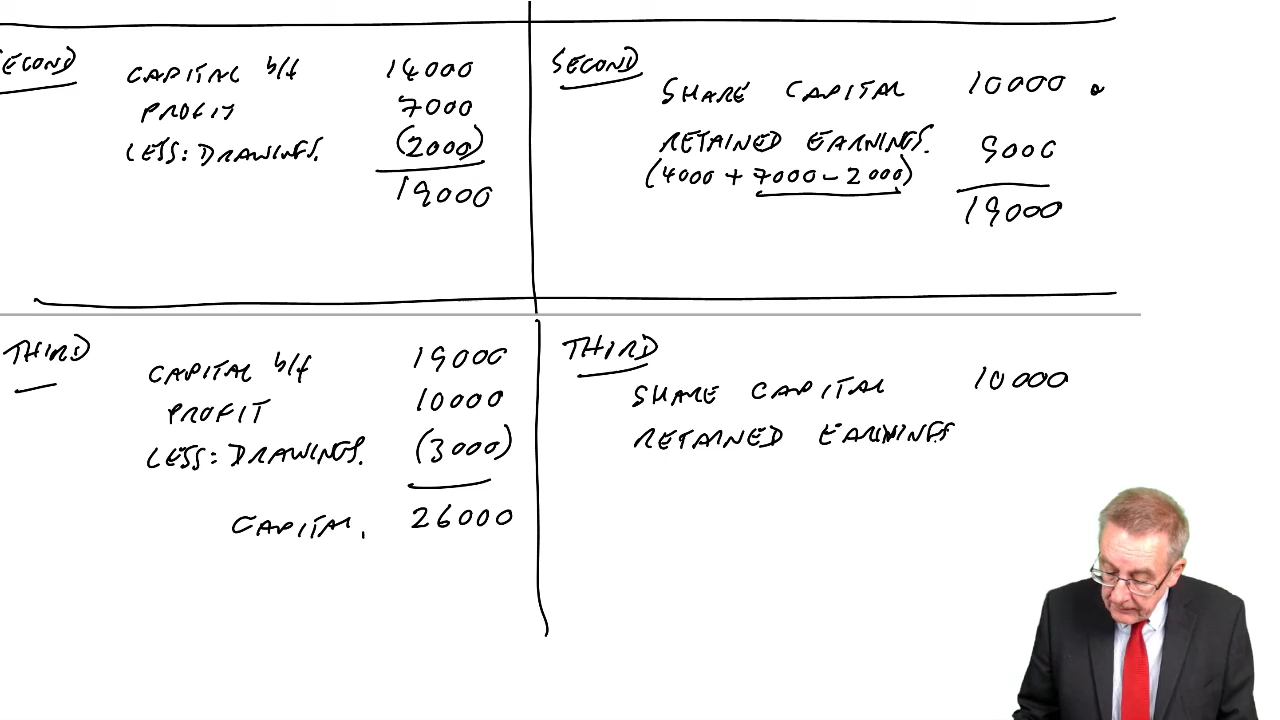 SECOND
CAPITAL b/f 14000
PROFIT 7000
LESS: DRAWINGS. (2000)
19000
SECOND
SHARE CAPITAL 10000
RETAINED EARNINGS. 9000
(4000 + 7000 - 2000)
19000
THIRD
CAPITAL b/f 19000
PROFIT 10000
LESS: DRAWINGS. (3000)
CAPITAL. 26000
THIRD
SHARE CAPITAL 10000
RETAINED EARNINGS